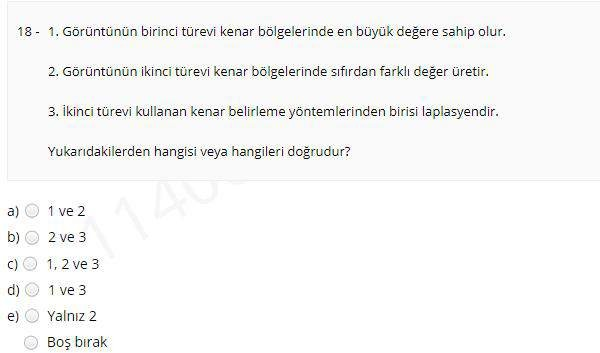 18 - 1. Görüntünün birinci türevi kenar bölgelerinde en büyük değere sahip olur.
2. Görüntünün ikinci türevi kenar bölgelerinde sıfırdan farklı değer üretir.
3. İkinci türevi kullanan kenar belirleme yöntemlerinden birisi laplasyendir.
Yukarıdakilerden hangisi veya hangileri doğrudur?
a) 1 ve 2
b) 2 ve 3
c) 1, 2 ve 3
d) 1 ve 3
e) Yalnız 2
Boş bırak